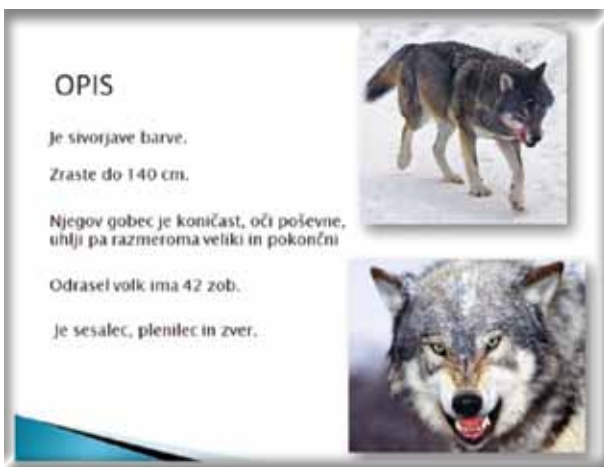 OPIS
Je sivorjave barve.
Zraste do 140 cm.
Njegov gobec je koničast, oči poševne,
uhlji pa razmeroma veliki in pokončni
Odrasel volk ima 42 zob.
Je sesalec, plenilec in zver.